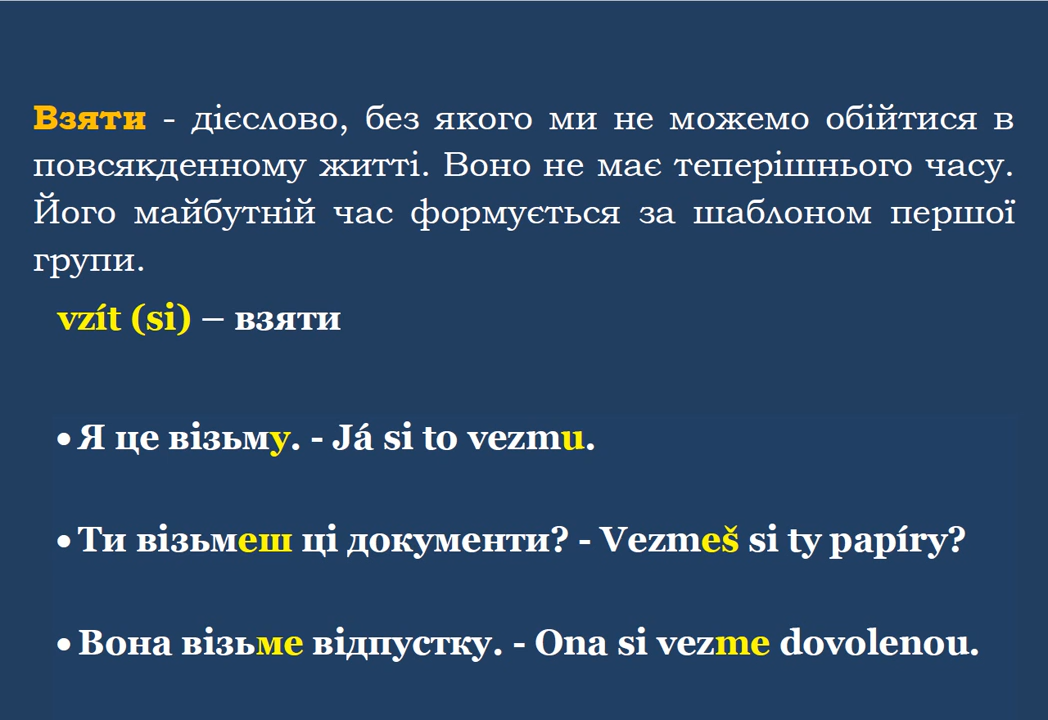 Взяти - дієслово, без якого ми не можемо обійтися в
повсякденному житті. Воно не має теперішнього часу.
Його майбутній час формується за шаблоном першої
групи.
vzít (si) – взяти
• Я це візьму. - Já si to vezmu.
• Ти візьмеш ці документи? - Vezmeš si ty papíry?
• Вона візьме відпустку. - Ona si vezme dovolenou.